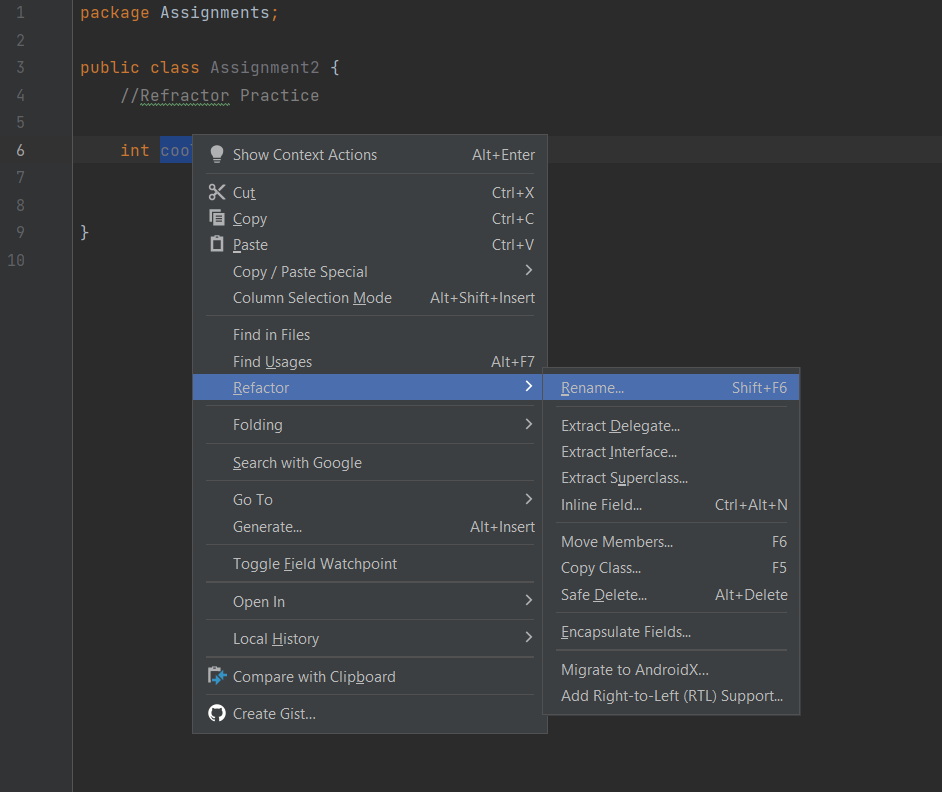 1 package Assignments;
2
3 public class Assignment2 {
4 //Refractor Practice
5
6 int
7
8
9 }
10
Show Context Actions Alt+Enter
Cut Ctrl+X
Copy Ctrl+C
Paste Ctrl+V
Copy / Paste Special
Column Selection Mode Alt+Shift+Insert
Find in Files
Find Usages Alt+F7
Refactor
Folding
Search with Google
Go To
Generate... Alt+Insert
Toggle Field Watchpoint
Open In
Local History
Compare with Clipboard
Create Gist...
Rename... Shift+F6
Extract Delegate...
Extract Interface...
Extract Superclass...
Inline Field... Ctrl+Alt+N
Move Members... F6
Copy Class... F5
Safe Delete... Alt+Delete
Encapsulate Fields...
Migrate to AndroidX...
Add Right-to-Left (RTL) Support...